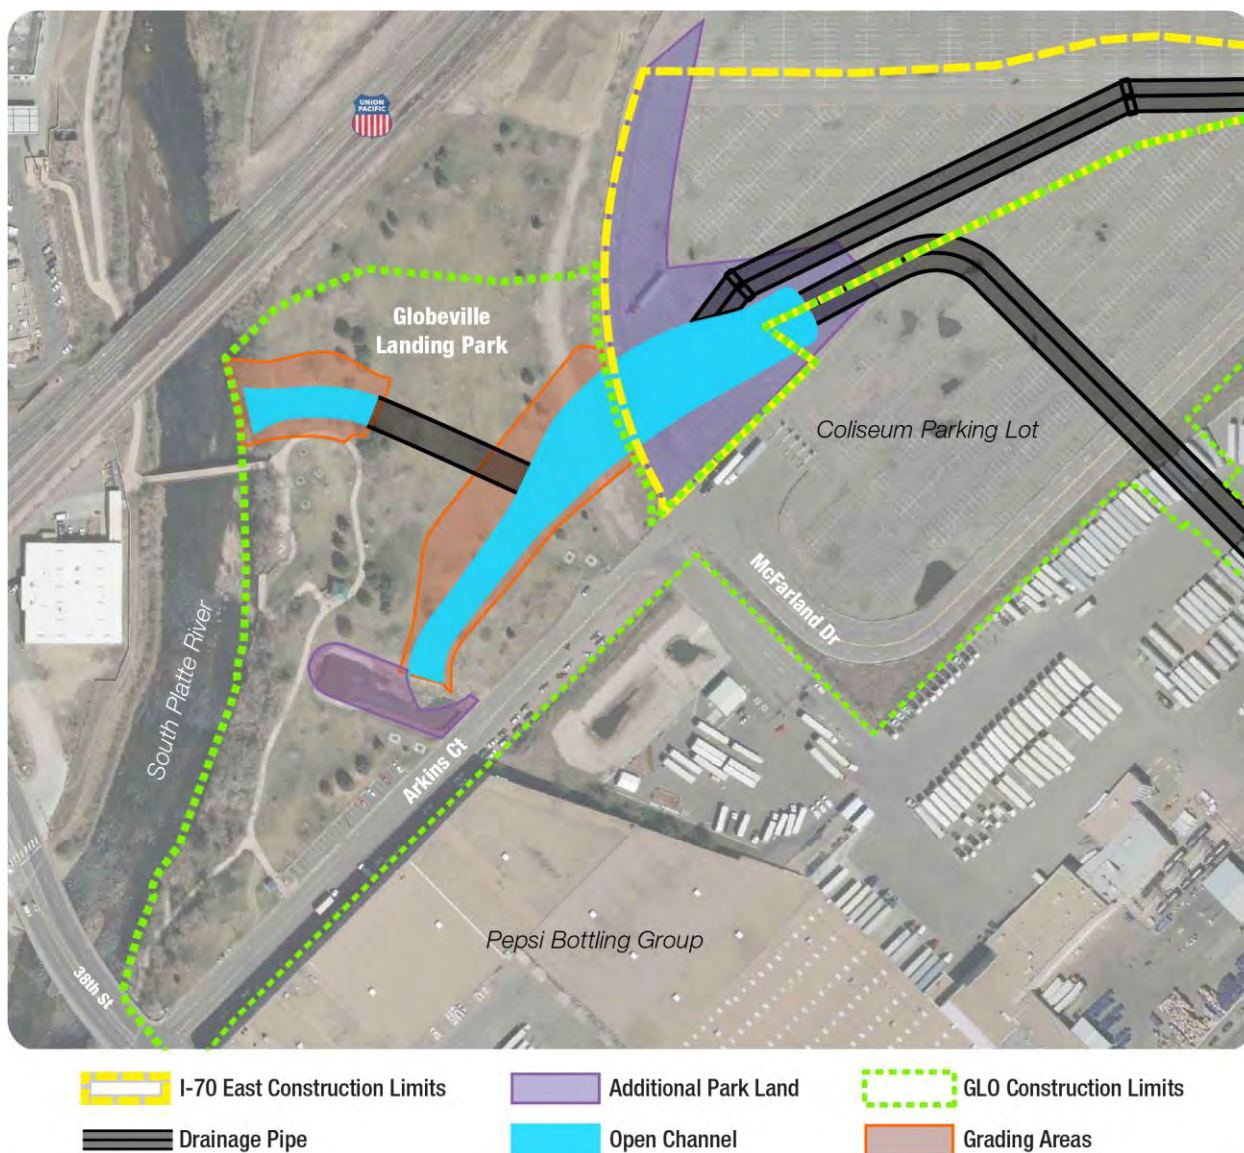 UNION
PACIFIC
Globeville
Landing Park
Coliseum Parking Lot
McFarland Dr
South Platte River
Arkins Ct
Pepsi Bottling Group
38th St
I-70 East Construction Limits
Additional Park Land
GLO Construction Limits
Drainage Pipe
Open Channel
Grading Areas